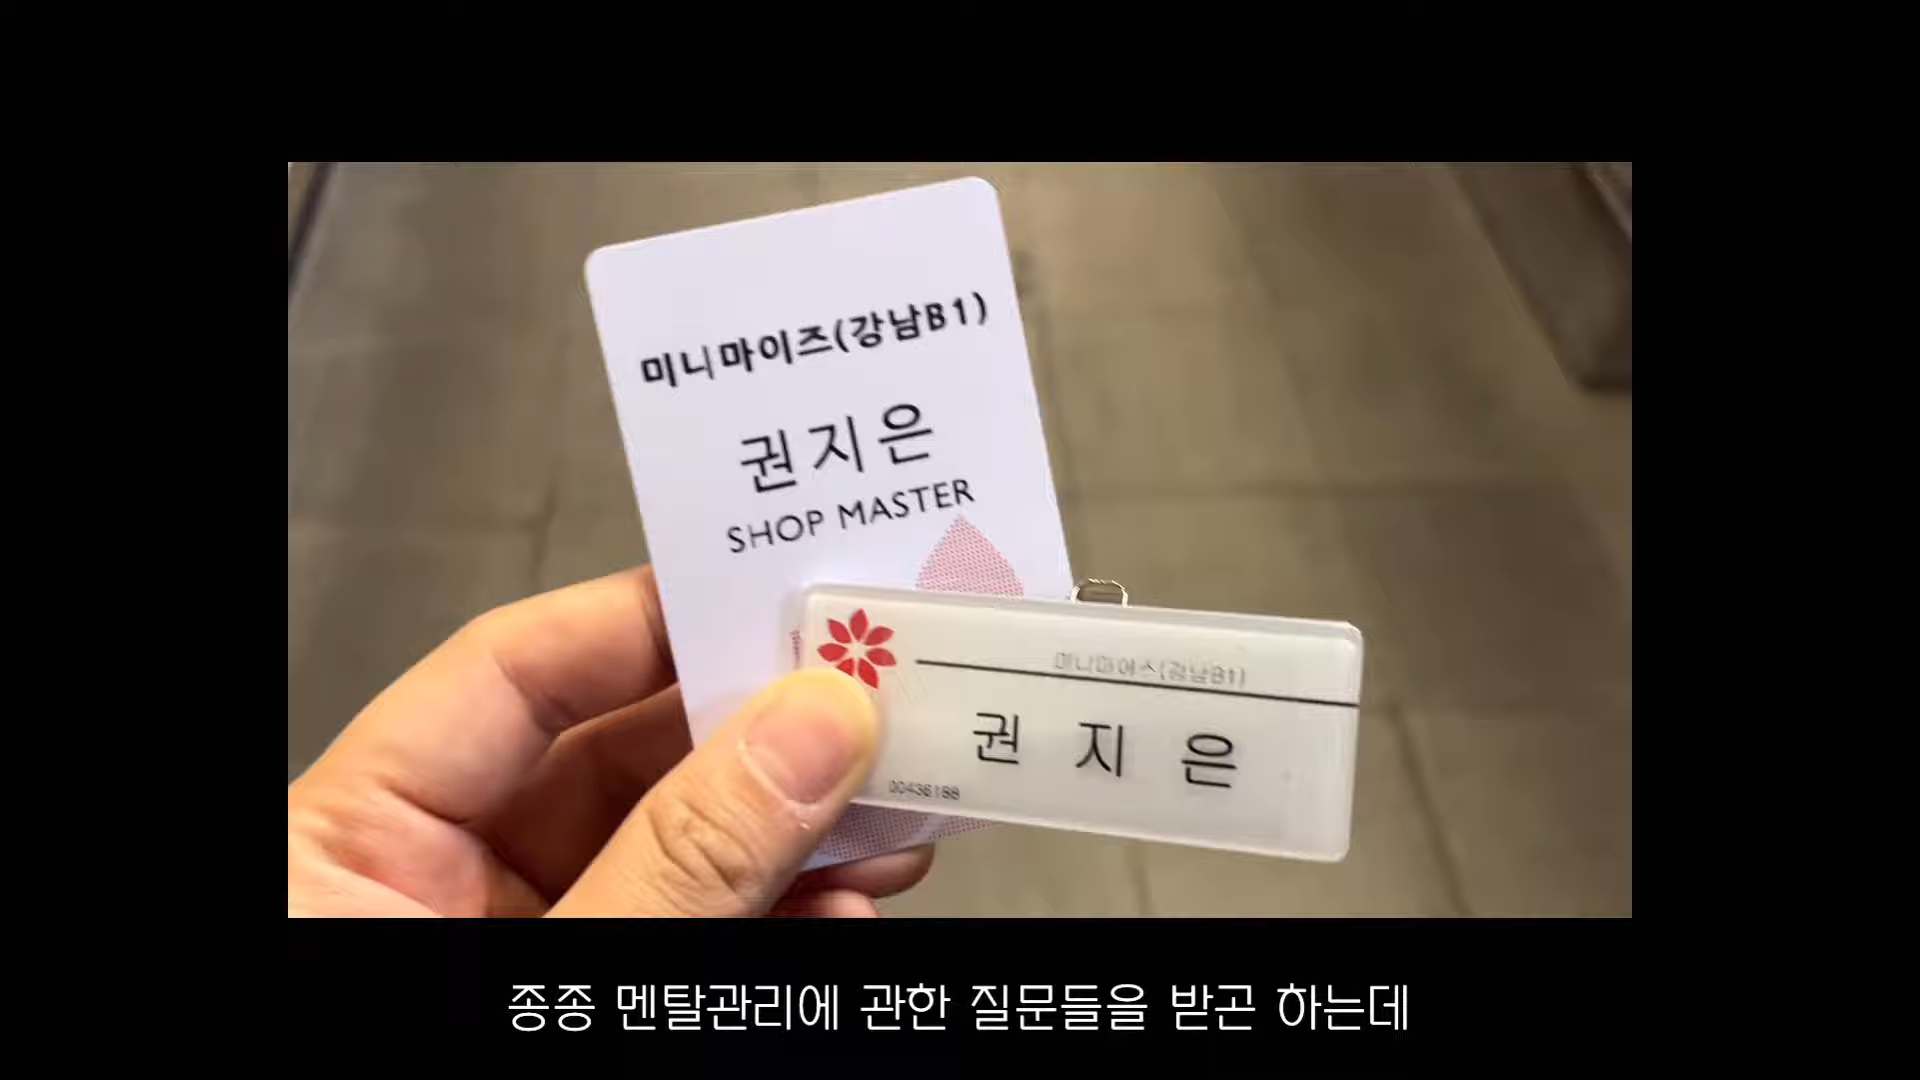 미니마이즈(강남B1)
권지은
SHOP MASTER
미니마에스(강남B1)
권 지 은
00436188
종종 멘탈관리에 관한 질문들을 받곤 하는데